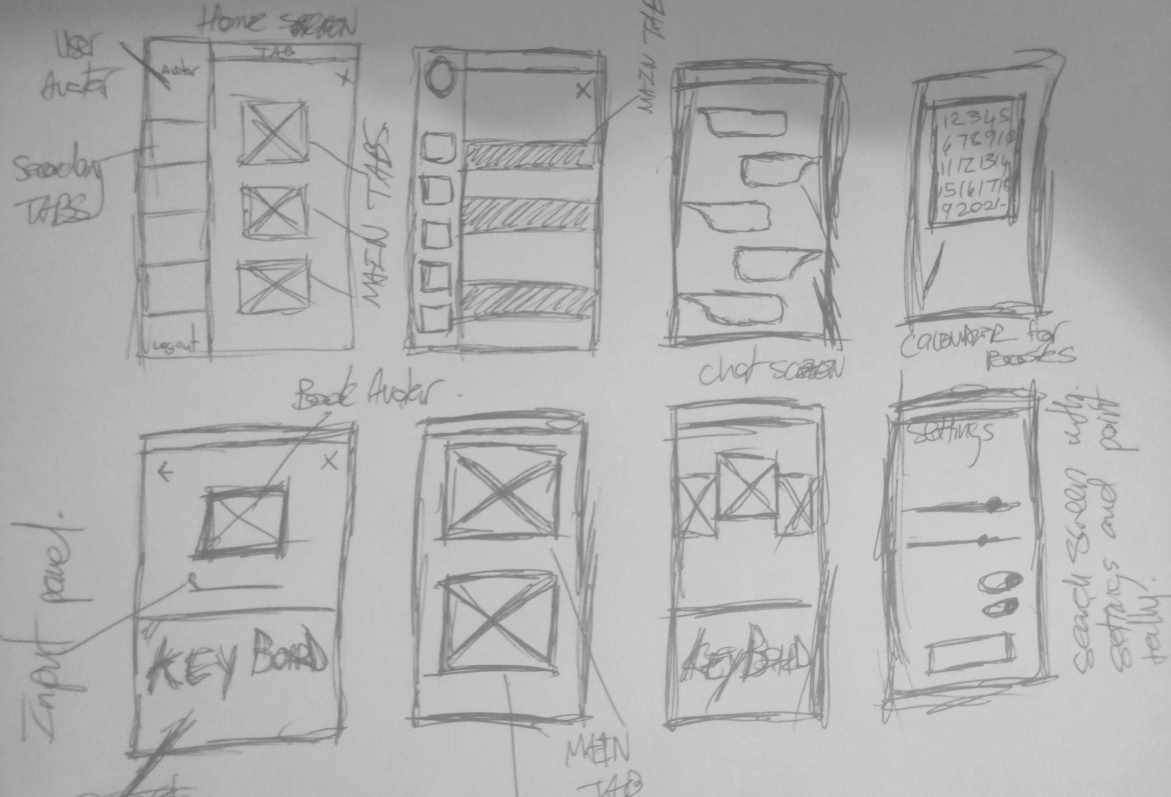 Home SCREEN
User
Avatar
TAB
Avatar
X
X
MAIN TAB
Secondary
TABS
MAIN TABS
Logout
12345
678910
11121314
15161718
92021
chat SCREEN
CALENDAR for
Books
Book Avatar
←
X
Input panel.
KEY BOARD
MAIN
TAB
KEYBOARD
settings
search screen with
settings and point
tally.